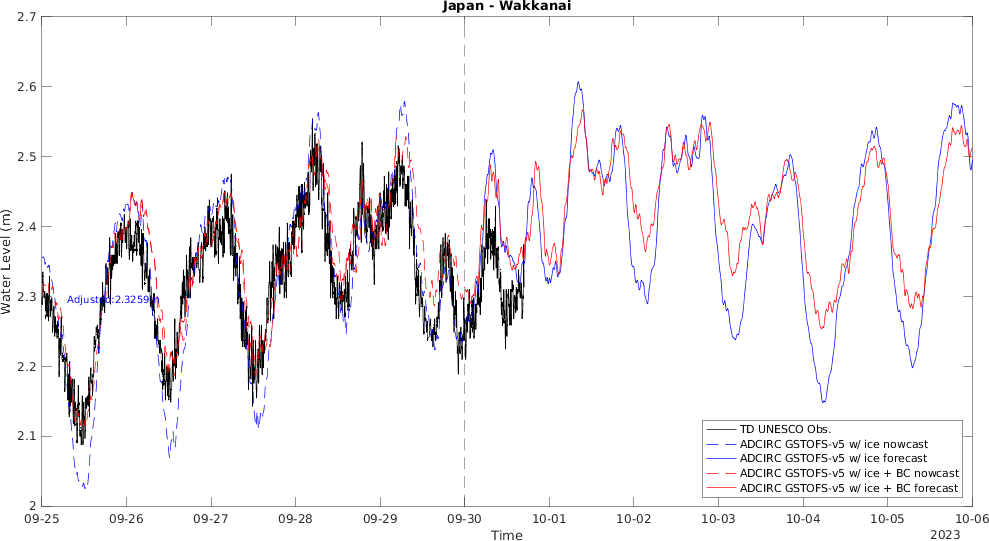 Japan - Wakkanai
2.7
2.6
2.5
2.4
2.3
2.2
2.1
2
Water Level (m)
Adjusted:2.3259m
TD UNESCO Obs.
ADCIRC GSTOFS-v5 w/ ice nowcast
ADCIRC GSTOFS-v5 w/ ice forecast
ADCIRC GSTOFS-v5 w/ ice + BC nowcast
ADCIRC GSTOFS-v5 w/ ice + BC forecast
09-25 09-26 09-27 09-28 09-29 09-30 10-01 10-02 10-03 10-04 10-05 10-06
Time
2023